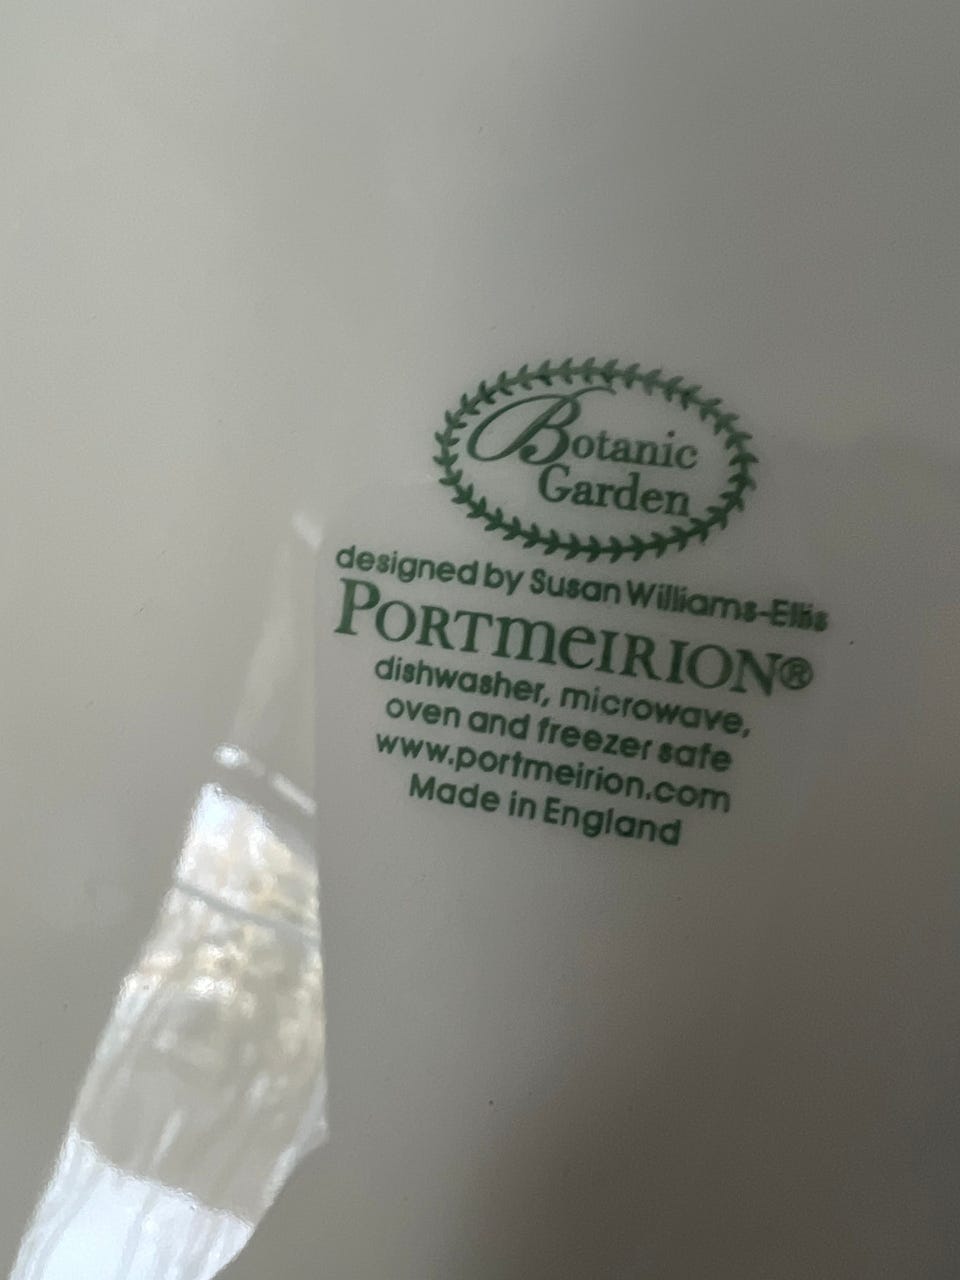 Botanic
Garden
designed by Susan Williams-Ellis
PORTMEIRION®
dishwasher, microwave,
oven and freezer safe
www.portmeirion.com
Made in England